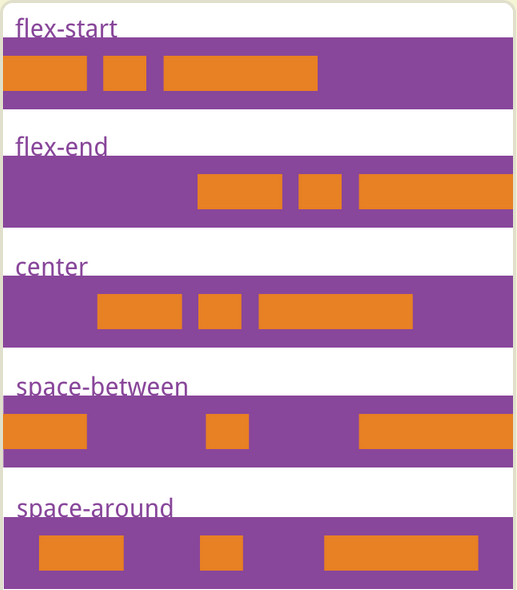 flex-start
flex-end
center
space-between
space-around